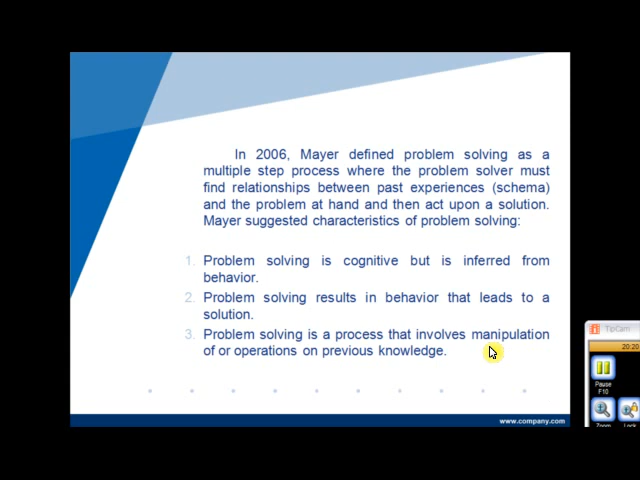 In 2006, Mayer defined problem solving as a
multiple step process where the problem solver must
find relationships between past experiences (schema)
and the problem at hand and then act upon a solution.
Mayer suggested characteristics of problem solving:
1. Problem solving is cognitive but is inferred from
behavior.
2. Problem solving results in behavior that leads to a
solution.
3. Problem solving is a process that involves manipulation
of or operations on previous knowledge.
www.company.com
TipCam
20:20
Pause
F10
Zoom
Lock